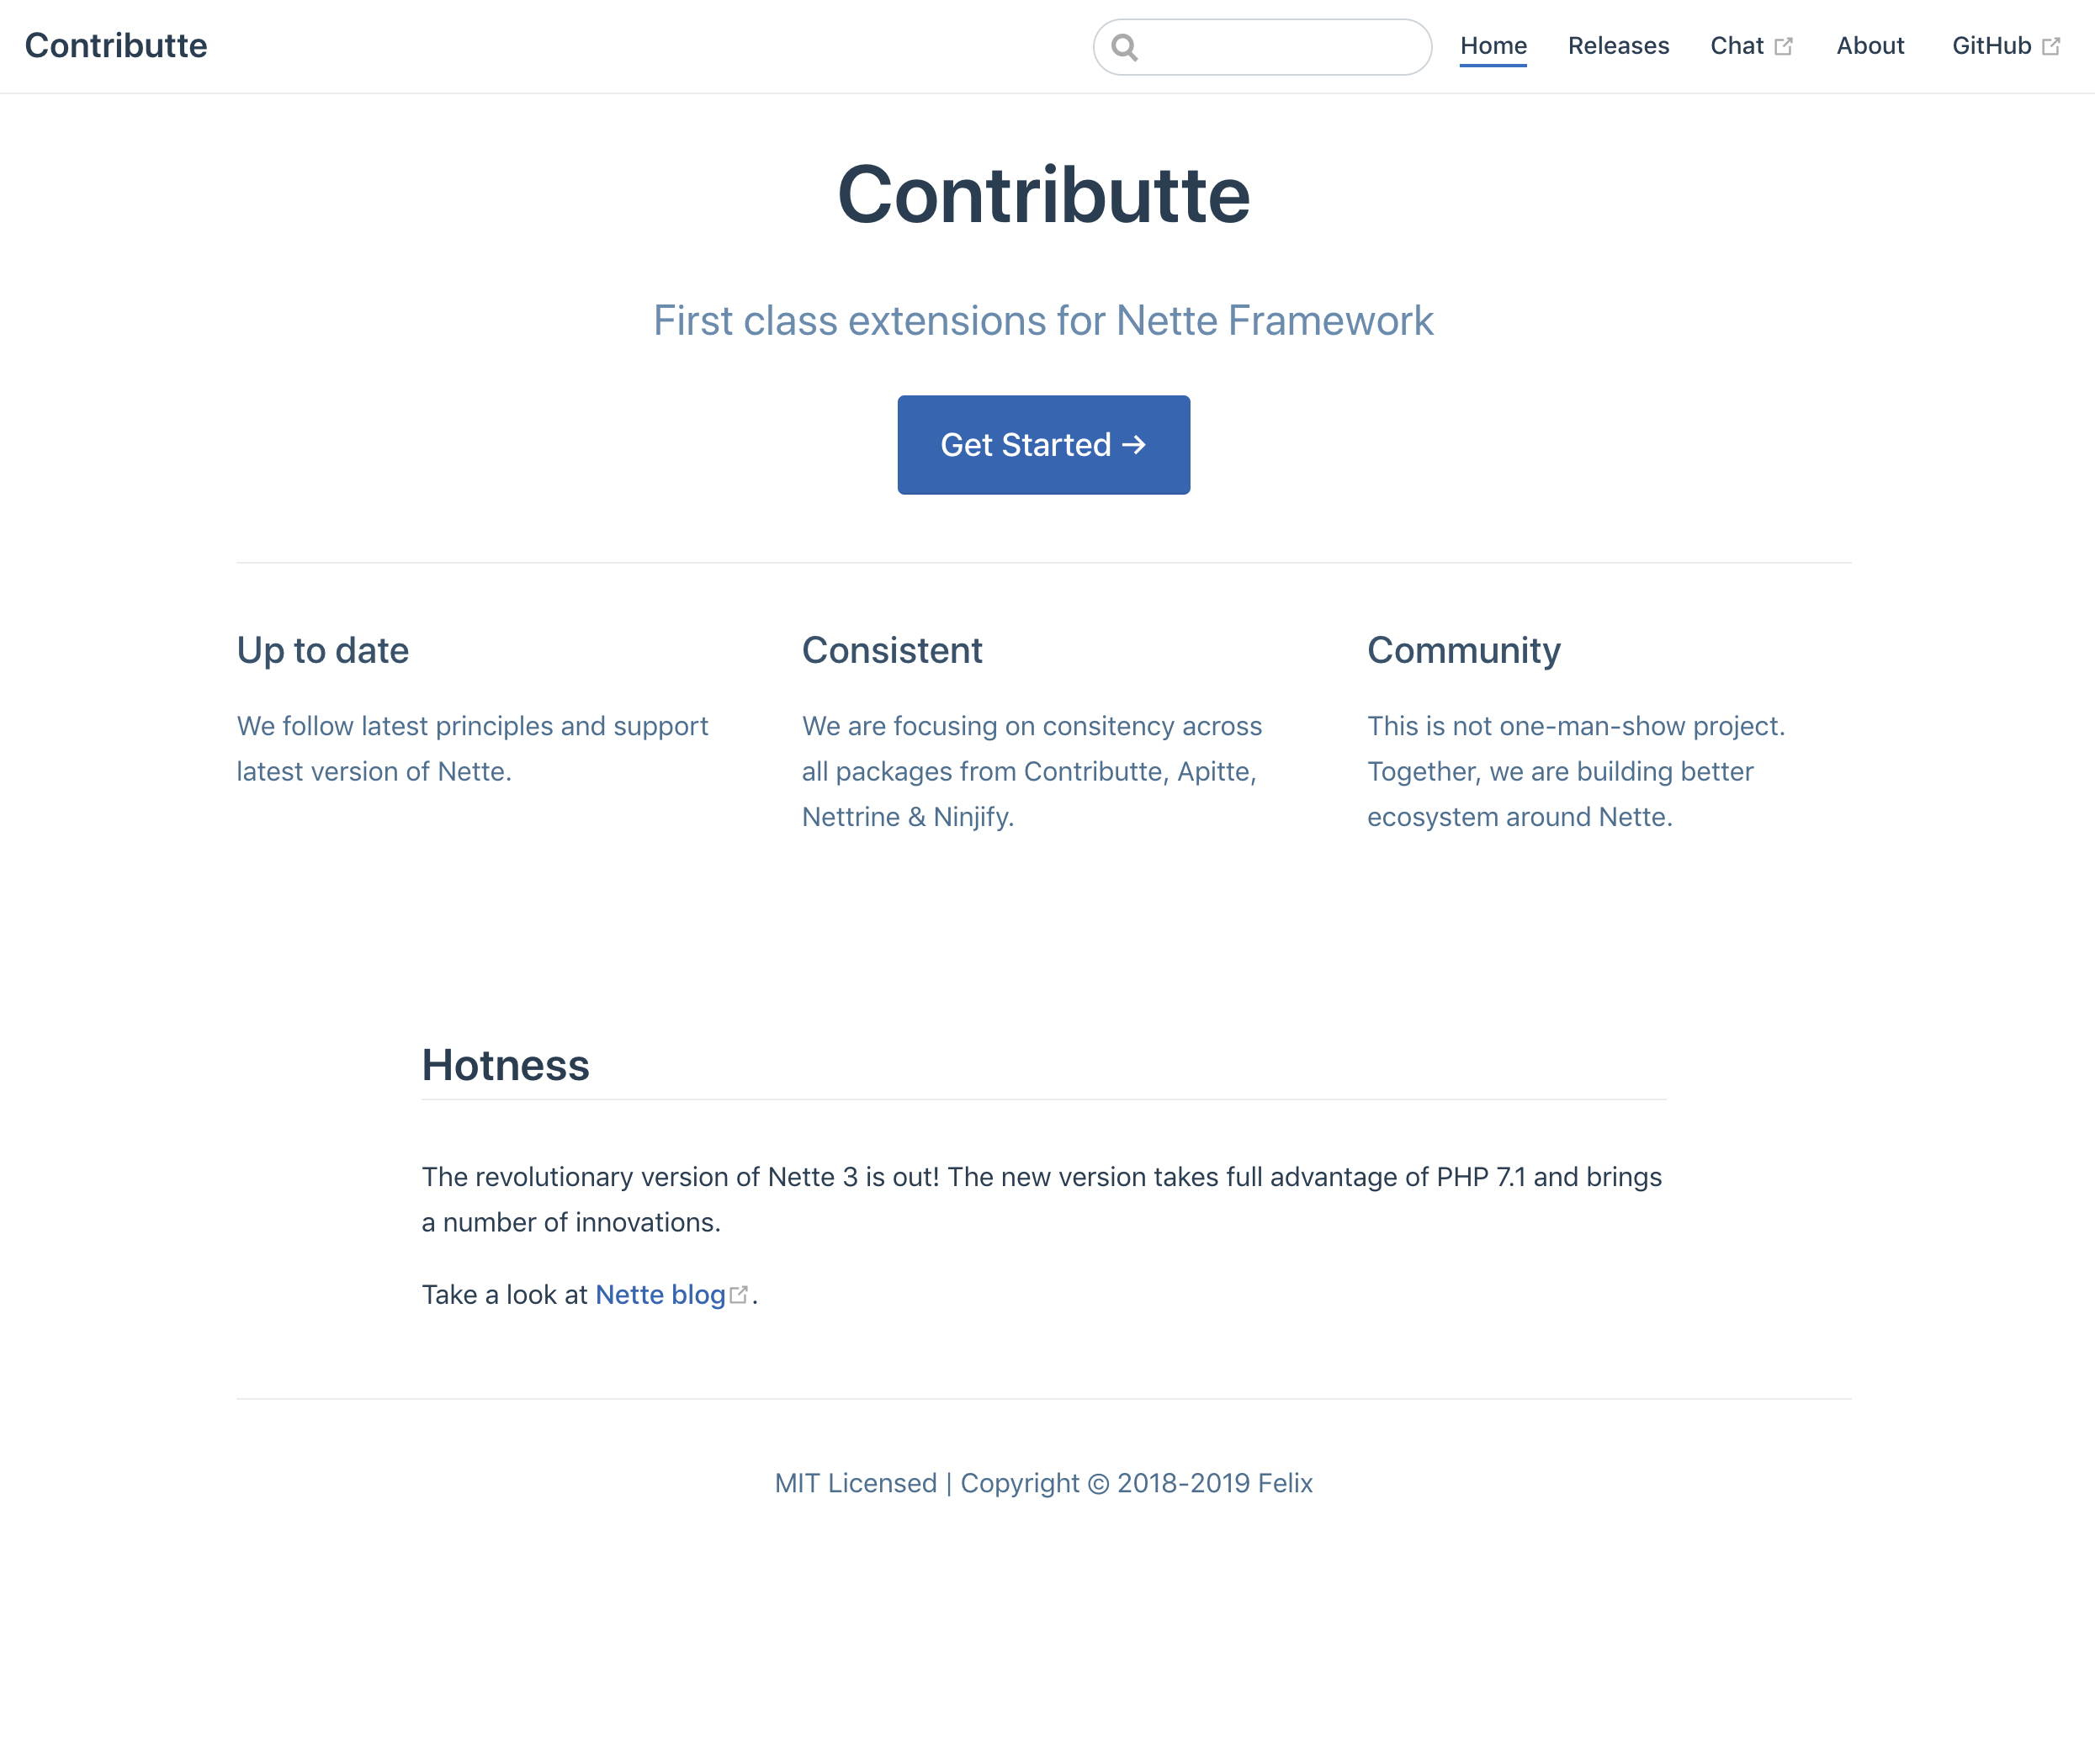 Contributte
Home
Releases
Chat
About
GitHub
Contributte
First class extensions for Nette Framework
Get Started →
Up to date
We follow latest principles and support
latest version of Nette.
Consistent
We are focusing on consitency across
all packages from Contributte, Apitte,
Nettrine & Ninjify.
Community
This is not one-man-show project.
Together, we are building better
ecosystem around Nette.
Hotness
The revolutionary version of Nette 3 is out! The new version takes full advantage of PHP 7.1 and brings
a number of innovations.
Take a look at Nette blog.
MIT Licensed | Copyright © 2018-2019 Felix